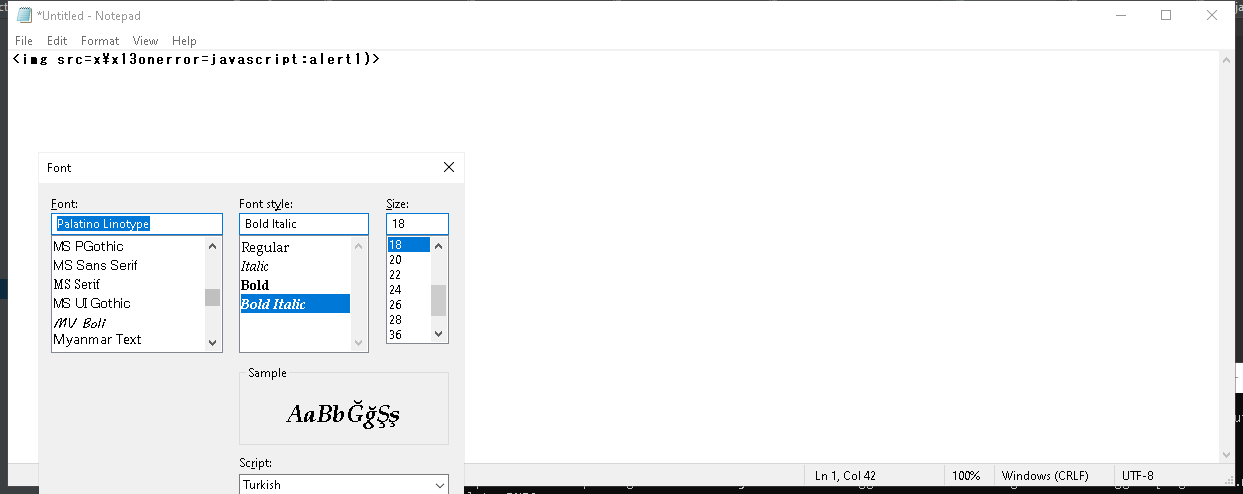 *Untitled - Notepad
File Edit Format View Help
<img src=x¥x13onerror=javascript:alert1)>
Font
Font: Font style: Size:
Palatino Linotype Bold Italic 18
MS PGothic Regular 18
MS Sans Serif Italic 20
MS Serif Bold 22
MS UI Gothic Bold Italic 24
MV Boli 26
Myanmar Text 28
36
Sample
AaBbĞğŞş
Script:
Turkish
Ln 1, Col 42 100% Windows (CRLF) UTF-8